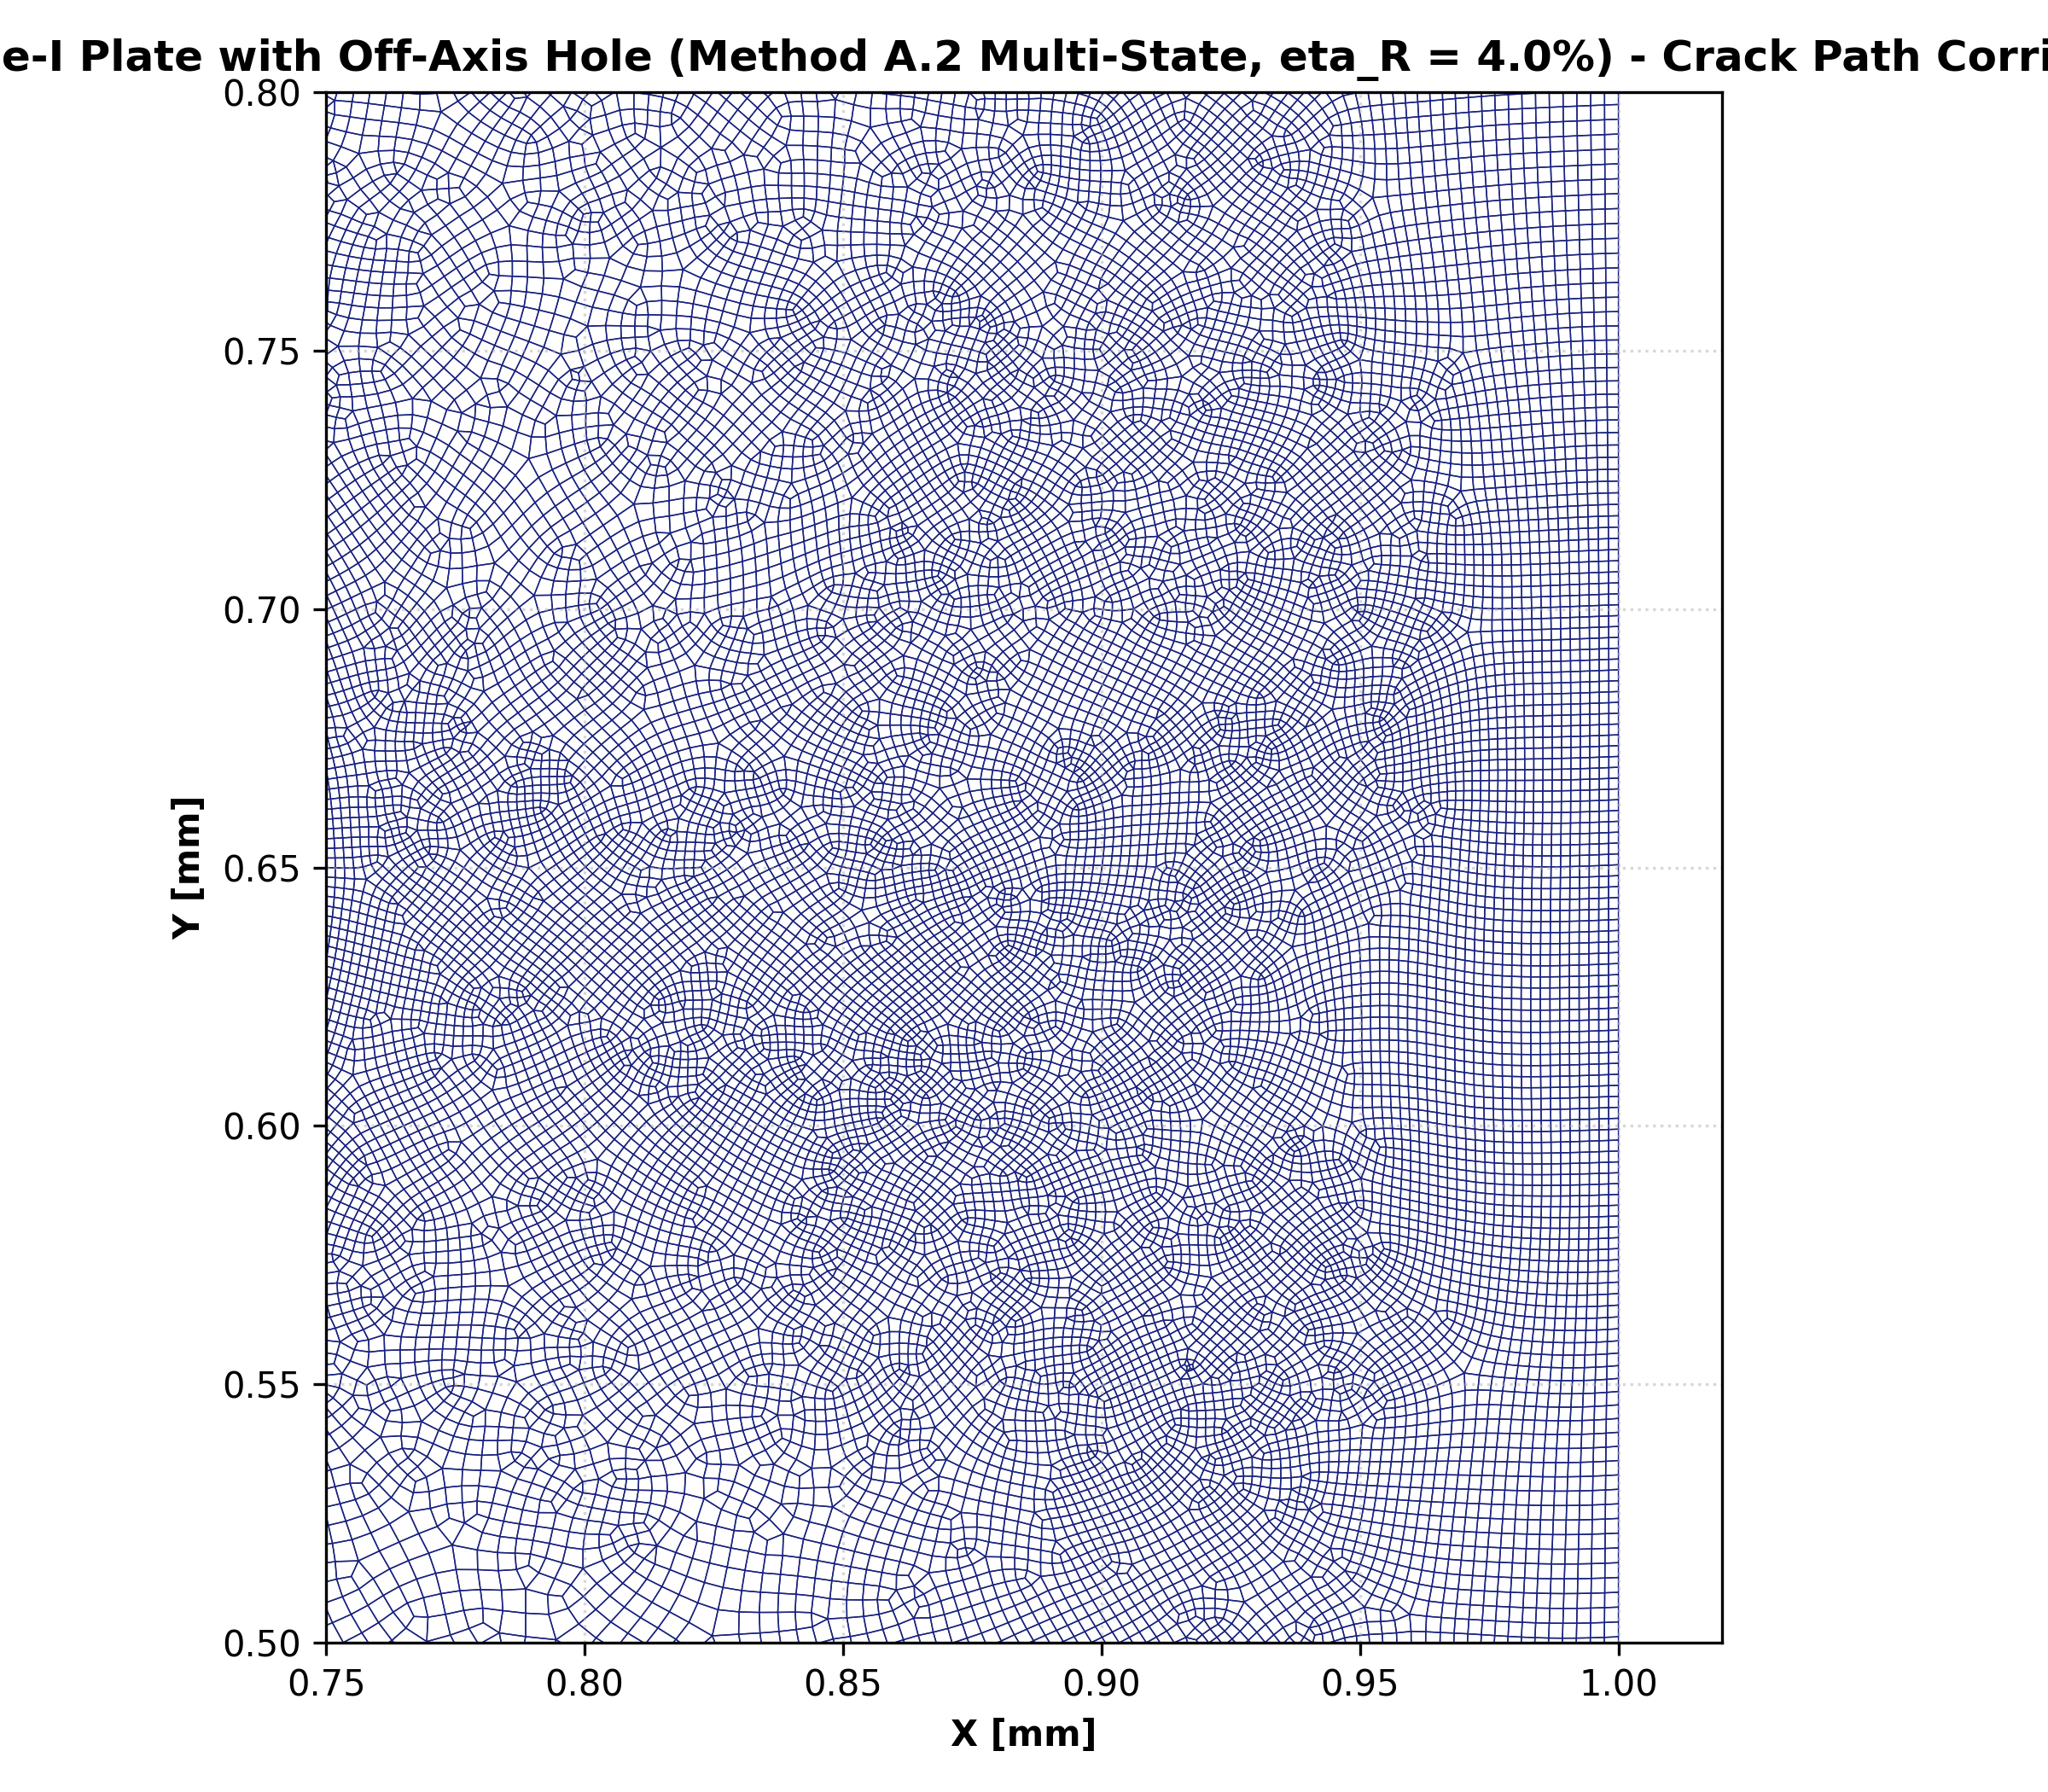 e-I Plate with Off-Axis Hole (Method A.2 Multi-State, eta_R = 4.0%) - Crack Path Corri
0.80
0.75
0.70
0.65
0.60
0.55
0.50
Y [mm]
0.75 0.80 0.85 0.90 0.95 1.00
X [mm]